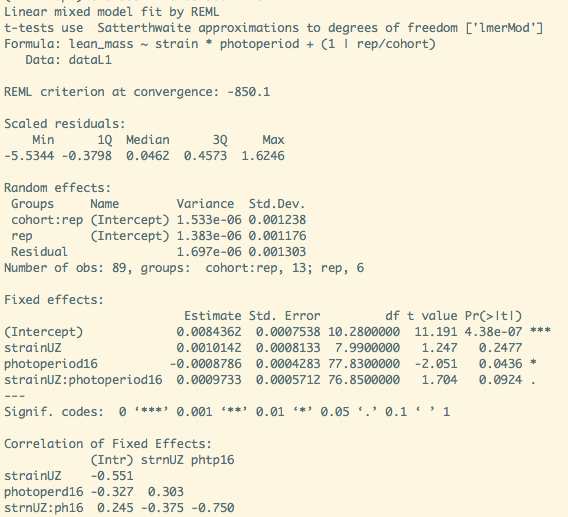 Linear mixed model fit by REML
t-tests use  Satterthwaite approximations to degrees of freedom ['lmerMod']
Formula: lean_mass ~ strain * photoperiod + (1 | rep/cohort)
   Data: dataL1

REML criterion at convergence: -850.1

Scaled residuals:
    Min      1Q  Median      3Q     Max
-5.5344 -0.3798  0.0462  0.4573  1.6246

Random effects:
 Groups     Name        Variance  Std.Dev.
 cohort:rep (Intercept) 1.533e-06 0.001238
 rep        (Intercept) 1.383e-06 0.001176
 Residual               1.697e-06 0.001303
Number of obs: 89, groups:  cohort:rep, 13; rep, 6

Fixed effects:
                         Estimate Std. Error         df t value Pr(>|t|)
(Intercept)             0.0084362  0.0007538 10.2800000  11.191 4.38e-07 ***
strainUZ                0.0010142  0.0008133  7.9900000   1.247   0.2477
photoperiod16          -0.0008786  0.0004283 77.8300000  -2.051   0.0436 *
strainUZ:photoperiod16  0.0009733  0.0005712 76.8500000   1.704   0.0924 .
---
Signif. codes:  0 ‘***’ 0.001 ‘**’ 0.01 ‘*’ 0.05 ‘.’ 0.1 ‘ ’ 1

Correlation of Fixed Effects:
            (Intr) strnUZ phtp16
strainUZ    -0.551
photoperd16 -0.327  0.303
strnUZ:ph16  0.245 -0.375 -0.750